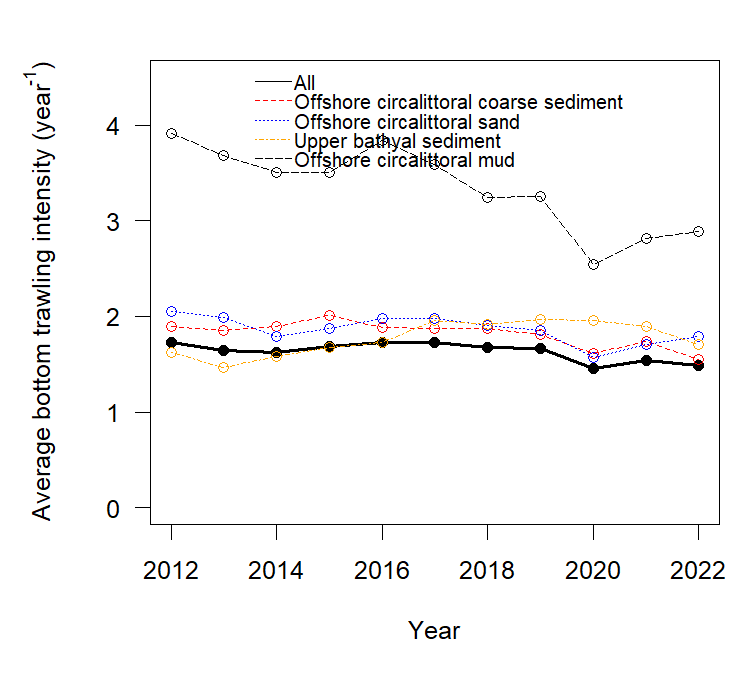 Average bottom trawling intensity (year⁻¹)
All
Offshore circalittoral coarse sediment
Offshore circalittoral sand
Upper bathyal sediment
Offshore circalittoral mud
4
3
2
1
0
2012 2014 2016 2018 2020 2022
Year